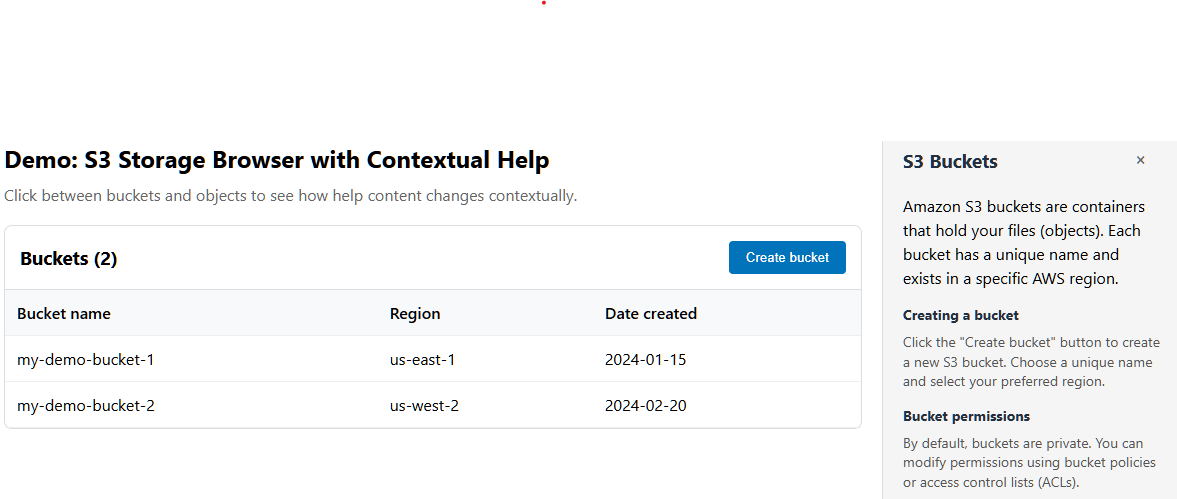 Demo: S3 Storage Browser with Contextual Help
Click between buckets and objects to see how help content changes contextually.
Buckets (2)
Create bucket
Bucket name Region Date created
my-demo-bucket-1 us-east-1 2024-01-15
my-demo-bucket-2 us-west-2 2024-02-20
S3 Buckets ×
Amazon S3 buckets are containers
that hold your files (objects). Each
bucket has a unique name and
exists in a specific AWS region.
Creating a bucket
Click the "Create bucket" button to create
a new S3 bucket. Choose a unique name
and select your preferred region.
Bucket permissions
By default, buckets are private. You can
modify permissions using bucket policies
or access control lists (ACLs).